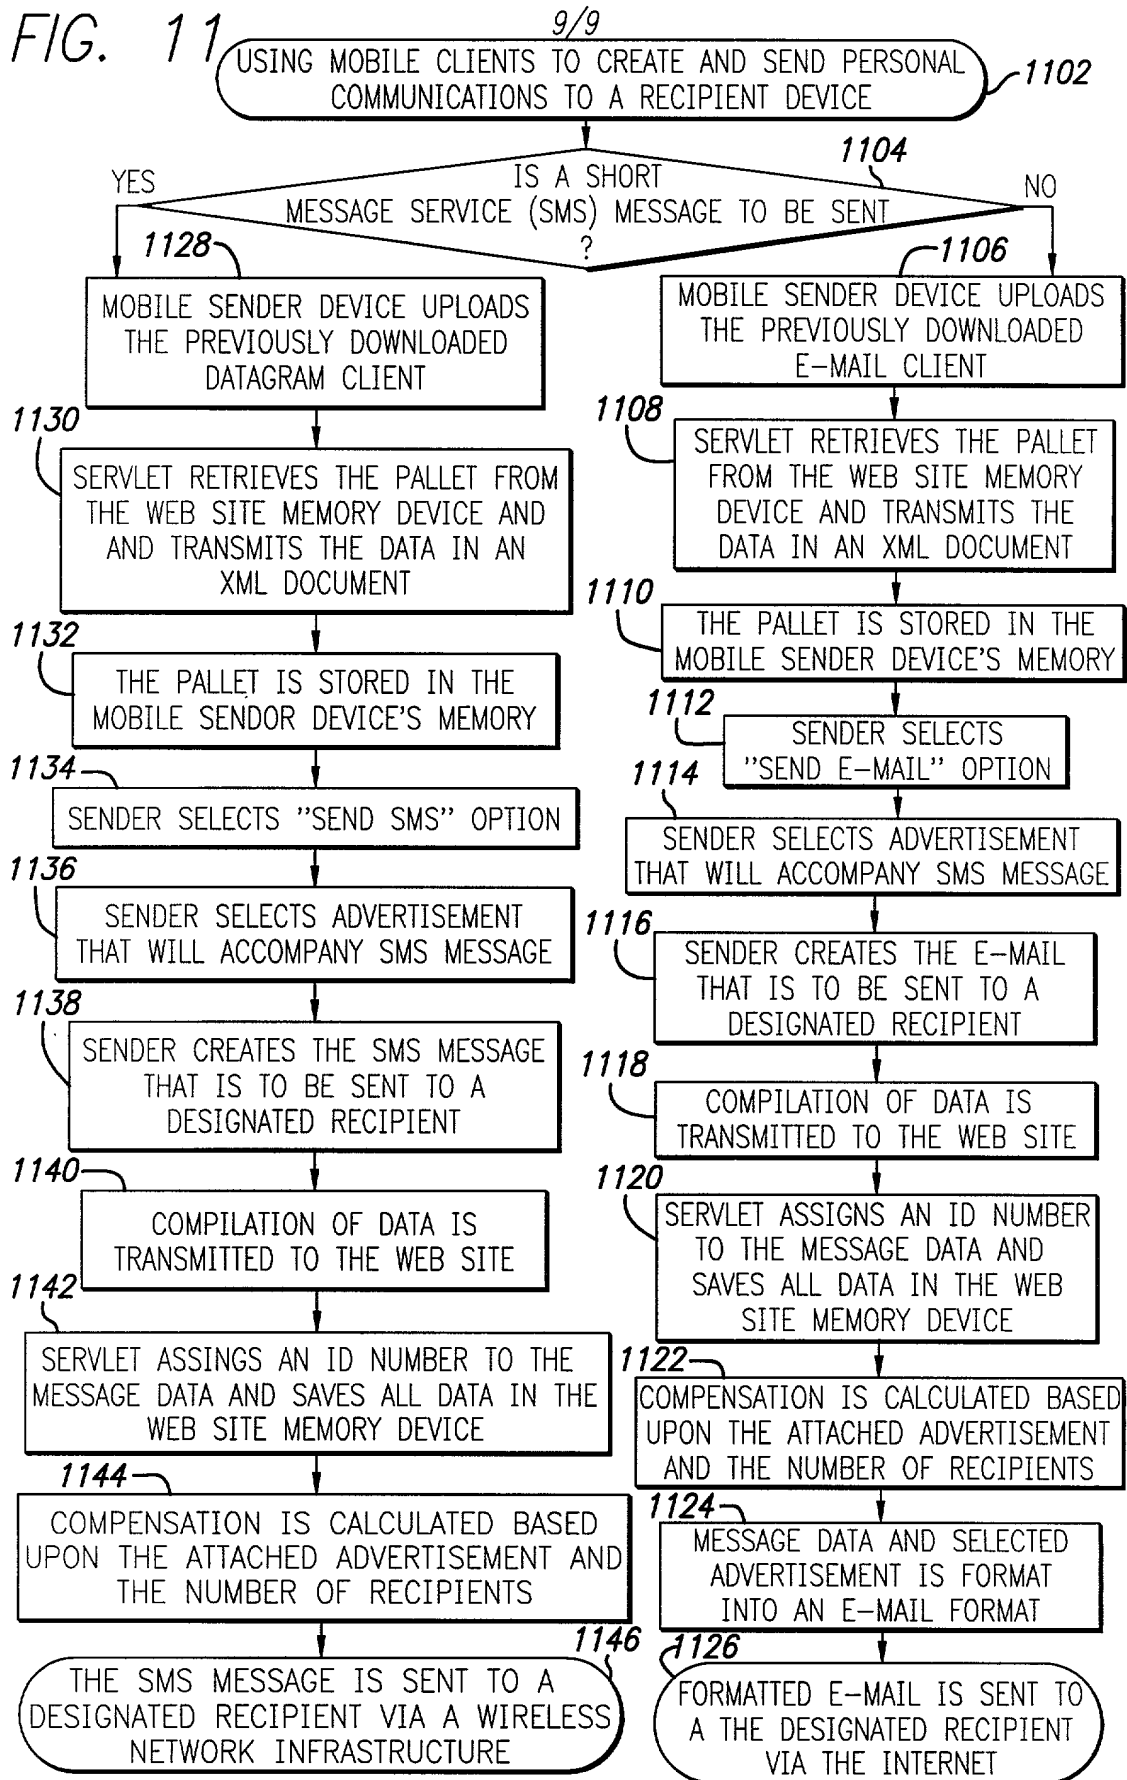 9/9
FIG. 11
USING MOBILE CLIENTS TO CREATE AND SEND PERSONAL
COMMUNICATIONS TO A RECIPIENT DEVICE
1102
1104
IS A SHORT
MESSAGE SERVICE (SMS) MESSAGE TO BE SENT
?
YES
NO
1128
MOBILE SENDER DEVICE UPLOADS
THE PREVIOUSLY DOWNLOADED
DATAGRAM CLIENT
1130
SERVLET RETRIEVES THE PALLET FROM
THE WEB SITE MEMORY DEVICE AND
AND TRANSMITS THE DATA IN AN
XML DOCUMENT
1132
THE PALLET IS STORED IN THE
MOBILE SENDOR DEVICE'S MEMORY
1134
SENDER SELECTS "SEND SMS" OPTION
1136
SENDER SELECTS ADVERTISEMENT
THAT WILL ACCOMPANY SMS MESSAGE
1138
SENDER CREATES THE SMS MESSAGE
THAT IS TO BE SENT TO A
DESIGNATED RECIPIENT
1140
COMPILATION OF DATA IS
TRANSMITTED TO THE WEB SITE
1142
SERVLET ASSINGS AN ID NUMBER TO THE
MESSAGE DATA AND SAVES ALL DATA IN THE
WEB SITE MEMORY DEVICE
1144
COMPENSATION IS CALCULATED BASED
UPON THE ATTACHED ADVERTISEMENT AND
THE NUMBER OF RECIPIENTS
1146
THE SMS MESSAGE IS SENT TO A
DESIGNATED RECIPIENT VIA A WIRELESS
NETWORK INFRASTRUCTURE
1106
MOBILE SENDER DEVICE UPLOADS
THE PREVIOUSLY DOWNLOADED
E-MAIL CLIENT
1108
SERVLET RETRIEVES THE PALLET
FROM THE WEB SITE MEMORY
DEVICE AND TRANSMITS THE
DATA IN AN XML DOCUMENT
1110
THE PALLET IS STORED IN THE
MOBILE SENDER DEVICE'S MEMORY
1112
SENDER SELECTS
"SEND E-MAIL" OPTION
1114
SENDER SELECTS ADVERTISEMENT
THAT WILL ACCOMPANY SMS MESSAGE
1116
SENDER CREATES THE E-MAIL
THAT IS TO BE SENT TO A
DESIGNATED RECIPIENT
1118
COMPILATION OF DATA IS
TRANSMITTED TO THE WEB SITE
1120
SERVLET ASSIGNS AN ID NUMBER
TO THE MESSAGE DATA AND
SAVES ALL DATA IN THE WEB
SITE MEMORY DEVICE
1122
COMPENSATION IS CALCULATED BASED
UPON THE ATTACHED ADVERTISEMENT
AND THE NUMBER OF RECIPIENTS
1124
MESSAGE DATA AND SELECTED
ADVERTISEMENT IS FORMAT
INTO AN E-MAIL FORMAT
1126
FORMATTED E-MAIL IS SENT TO
A THE DESIGNATED RECIPIENT
VIA THE INTERNET